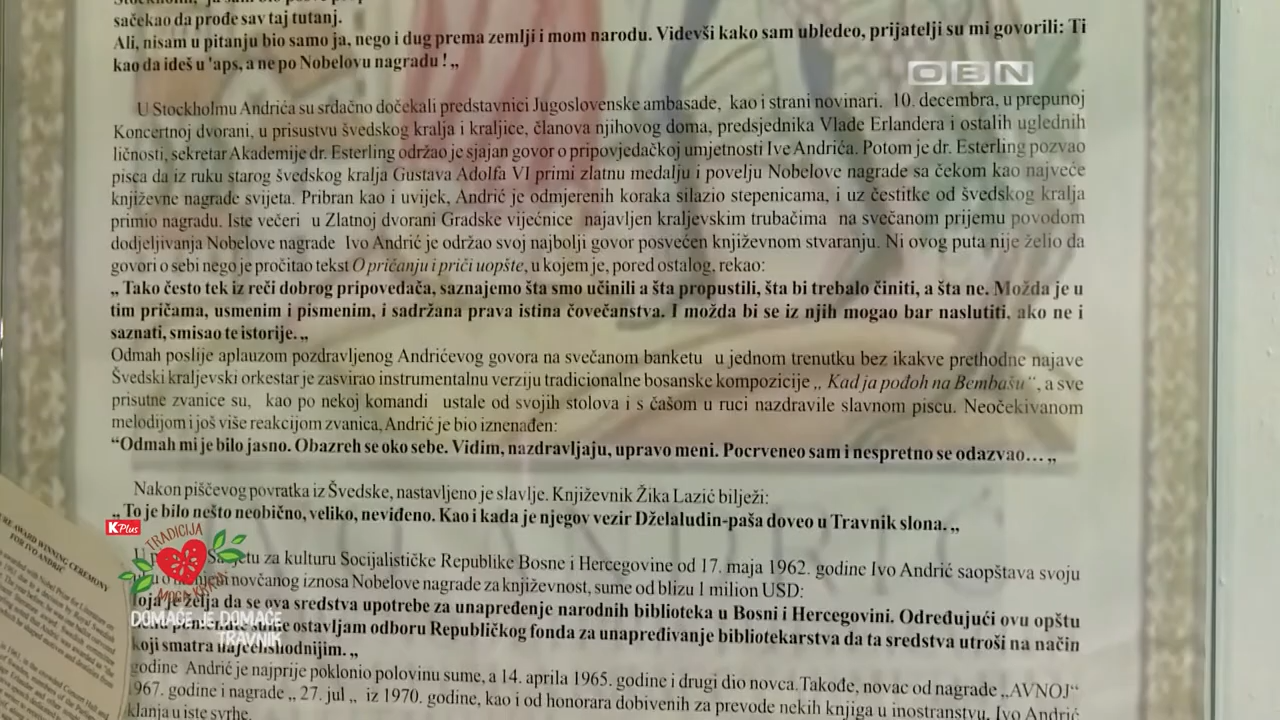 sačekao da prođe sav taj tutanj.
Ali, nisam u pitanju bio samo ja, nego i dug prema zemlji i mom narodu. Videvši kako sam ubledeo, prijatelji su mi govorili: Ti
kao da ideš u 'aps, a ne po Nobelovu nagradu ! „
OBN
U Stockholmu Andrića su srdačno dočekali predstavnici Jugoslovenske ambasade, kao i strani novinari. 10. decembra, u prepunoj
Koncertnoj dvorani, u prisustvu švedskog kralja i kraljice, članova njihovog doma, predsjednika Vlade Erlandera i ostalih uglednih
ličnosti, sekretar Akademije dr. Esterling održao je sjajan govor o pripovjedačkoj umjetnosti Ive Andrića. Potom je dr. Esterling pozvao
pisca da iz ruku starog švedskog kralja Gustava Adolfa VI primi zlatnu medalju i povelju Nobelove nagrade sa čekom kao najveće
književne nagrade svijeta. Pribran kao i uvijek, Andrić je odmjerenih koraka silazio stepenicama, i uz čestitke od švedskog kralja
primio nagradu. Iste večeri u Zlatnoj dvorani Gradske vijećnice najavljen kraljevskim trubačima na svečanom prijemu povodom
dodjeljivanja Nobelove nagrade Ivo Andrić je održao svoj najbolji govor posvećen književnom stvaranju. Ni ovog puta nije želio da
govori o sebi nego je pročitao tekst O pričanju i priči uopšte, u kojem je, pored ostalog, rekao:
„ Tako često tek iz reči dobrog pripovedača, saznajemo šta smo učinili a šta propustili, šta bi trebalo činiti, a šta ne. Možda je u
tim pričama, usmenim i pismenim, i sadržana prava istina čovečanstva. I možda bi se iz njih mogao bar naslutiti, ako ne i
saznati, smisao te istorije. „
Odmah poslije aplauzom pozdravljenog Andrićevog govora na svečanom banketu u jednom trenutku bez ikakve prethodne najave
Švedski kraljevski orkestar je zasvirao instrumentalnu verziju tradicionalne bosanske kompozicije „ Kad ja pođoh na Bembašu“, a sve
prisutne zvanice su, kao po nekoj komandi ustale od svojih stolova i s čašom u ruci nazdravile slavnom piscu. Neočekivanom
melodijom i još više reakcijom zvanica, Andrić je bio iznenađen:
“Odmah mi je bilo jasno. Obazreh se oko sebe. Vidim, nazdravljaju, upravo meni. Pocrveneo sam i nespretno se odazvao… „
Nakon piščevog povratka iz Švedske, nastavljeno je slavlje. Književnik Žika Lazić bilježi:
„ To je bilo nešto neobično, veliko, neviđeno. Kao i kada je njegov vezir Dželaludin-paša doveo u Travnik slona. „
K Plus
TRADICIJA
DOMAĆE JE DOMAĆE
TRAVNIK
U za kulturu Socijalističke Republike Bosne i Hercegovine od 17. maja 1962. godine Ivo Andrić saopštava svoju
novčanog iznosa Nobelove nagrade za književnost, sume od blizu 1 milion USD:
je želja da se ova sredstva upotrebe za unapređenje narodnih biblioteka u Bosni i Hercegovini. Određujući ovu opštu
ostavljam odboru Republičkog fonda za unapređivanje bibliotekarstva da ta sredstva utroši na način
koji smatra najcelishodnijim. „
godine Andrić je najprije poklonio polovinu sume, a 14. aprila 1965. godine i drugi dio novca. Takođe, novac od nagrade „AVNOJ“
1967. godine i nagrade „ 27. jul „ iz 1970. godine, kao i od honorara dobivenih za prevode nekih knjiga u inostranstvu, Ivo Andrić
klanja u iste svrhe.
AWARD WINNING CEREMONY
FOR IVO ANDRIĆ